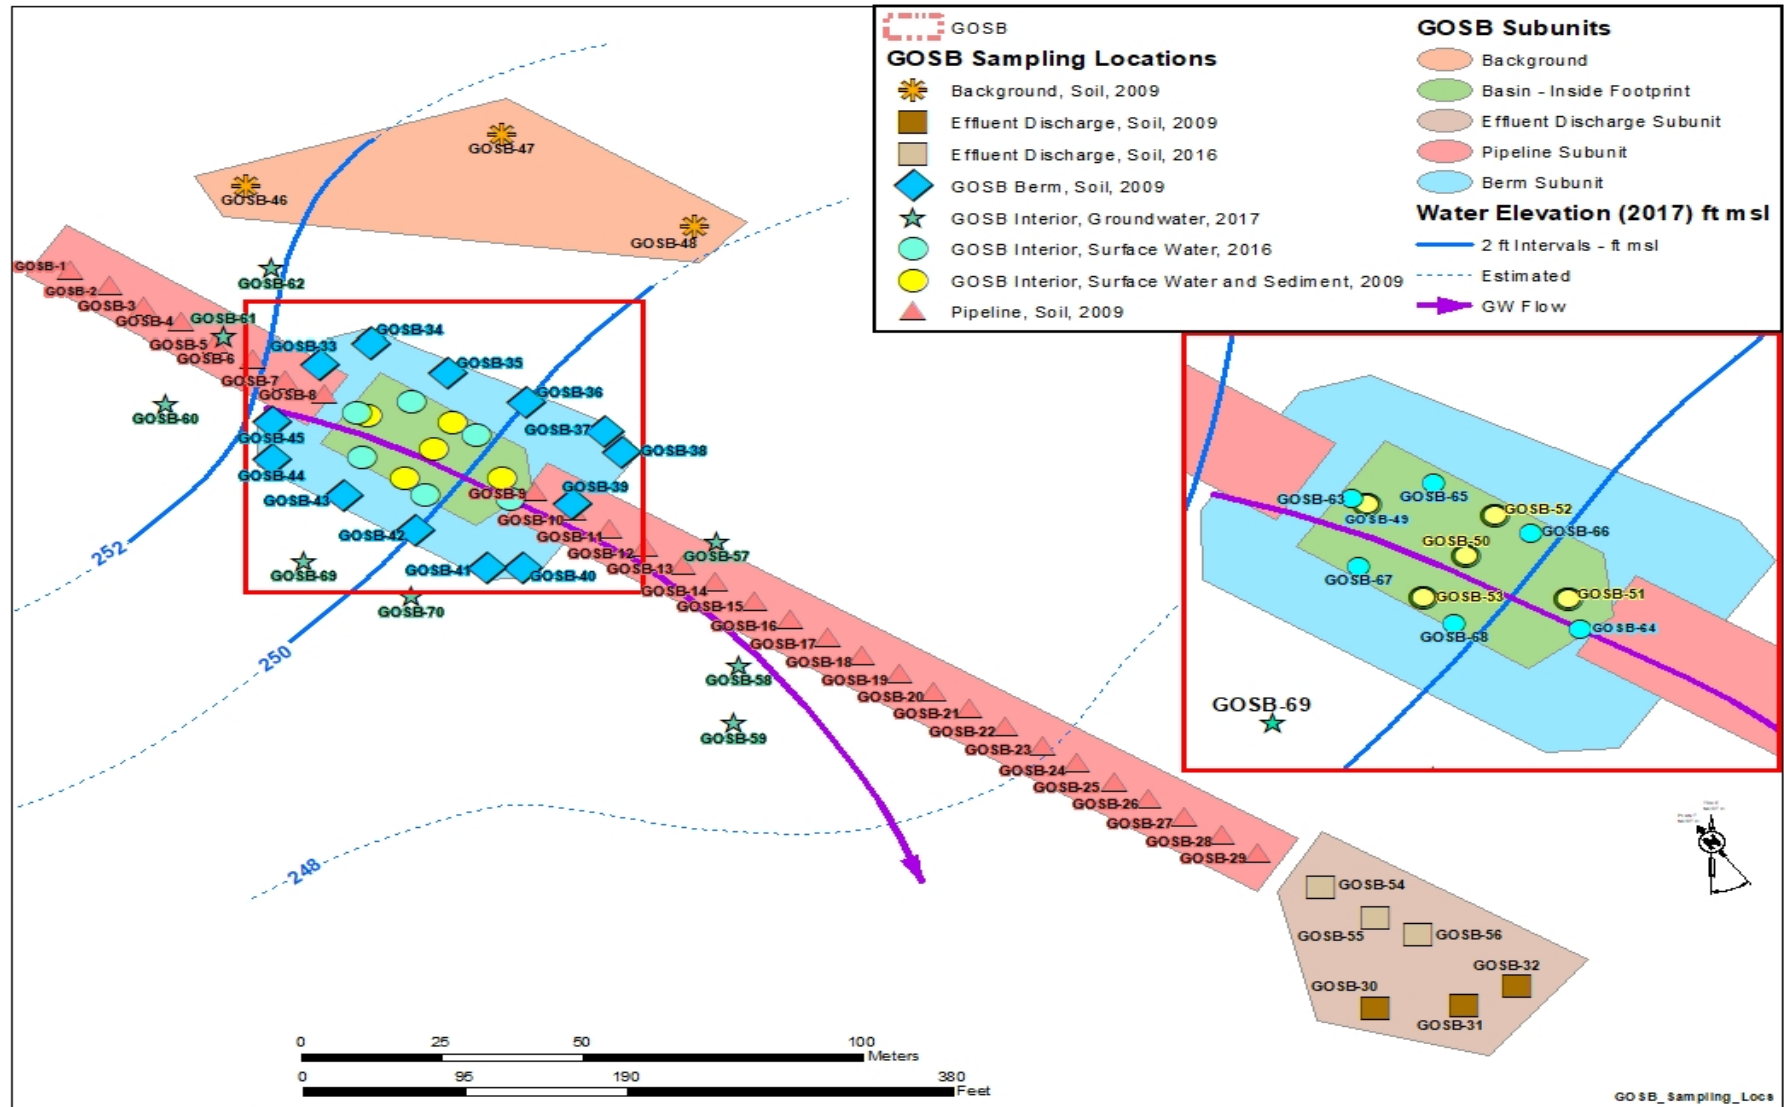 GOSB
GOSB Sampling Locations
Background, Soil, 2009
Effluent Discharge, Soil, 2009
Effluent Discharge, Soil, 2016
GOSB Berm, Soil, 2009
GOSB Interior, Groundwater, 2017
GOSB Interior, Surface Water, 2016
GOSB Interior, Surface Water and Sediment, 2009
Pipeline, Soil, 2009
GOSB Subunits
Background
Basin - Inside Footprint
Effluent Discharge Subunit
Pipeline Subunit
Berm Subunit
Water Elevation (2017) ft msl
2 ft Intervals - ft msl
Estimated
GW Flow
GOSB-47
GOSB-46
GOSB-48
GOSB-1
GOSB-2
GOSB-3
GOSB-4
GOSB-5
GOSB-6
GOSB-7
GOSB-8
GOSB-62
GOSB-61
GOSB-60
GOSB-33
GOSB-34
GOSB-35
GOSB-36
GOSB-37
GOSB-38
GOSB-39
GOSB-45
GOSB-44
GOSB-43
GOSB-42
GOSB-41
GOSB-40
GOSB-9
GOSB-10
GOSB-11
GOSB-12
GOSB-13
GOSB-14
GOSB-15
GOSB-16
GOSB-17
GOSB-18
GOSB-19
GOSB-20
GOSB-21
GOSB-22
GOSB-23
GOSB-24
GOSB-25
GOSB-26
GOSB-27
GOSB-28
GOSB-29
GOSB-57
GOSB-58
GOSB-59
GOSB-69
GOSB-70
252
250
248
GOSB-63
GOSB-49
GOSB-65
GOSB-52
GOSB-66
GOSB-50
GOSB-67
GOSB-53
GOSB-51
GOSB-68
GOSB-64
GOSB-69
GOSB-54
GOSB-55
GOSB-56
GOSB-32
GOSB-30
GOSB-31
0 25 50 100
Meters
0 95 190 380
Feet
GOSB_Sampling_Locs